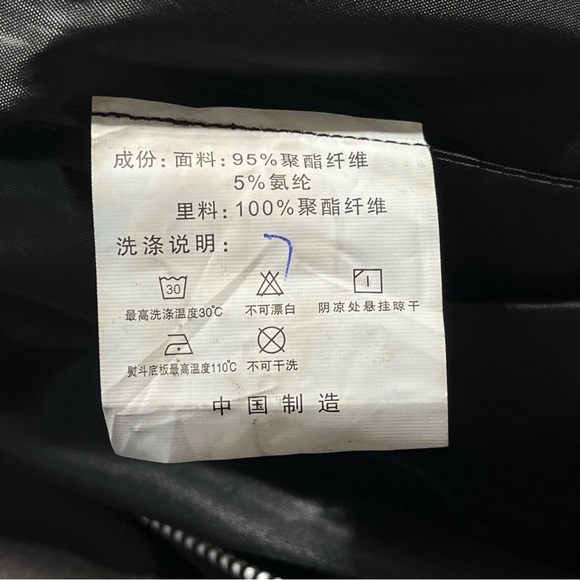 成份：面料：95%聚酯纤维
5%氨纶
里料：100%聚酯纤维
洗涤说明：
30
最高洗涤温度30℃ 不可漂白 阴凉处悬挂晾干
熨斗底板最高温度110℃ 不可干洗
中国制造